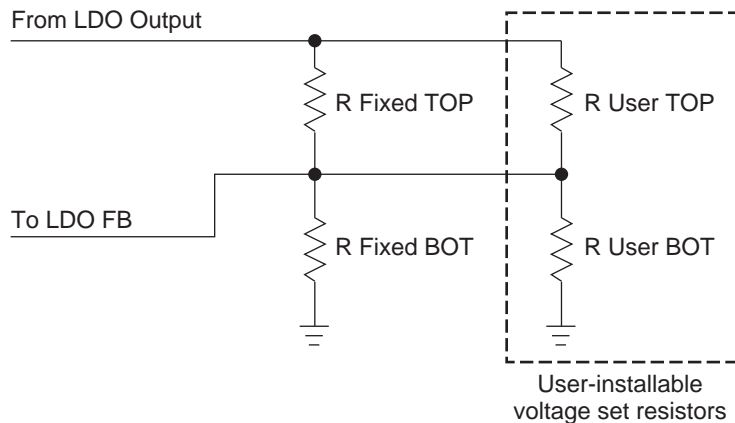 From LDO Output
R Fixed TOP
R User TOP
To LDO FB
R Fixed BOT
R User BOT
User-installable
voltage set resistors